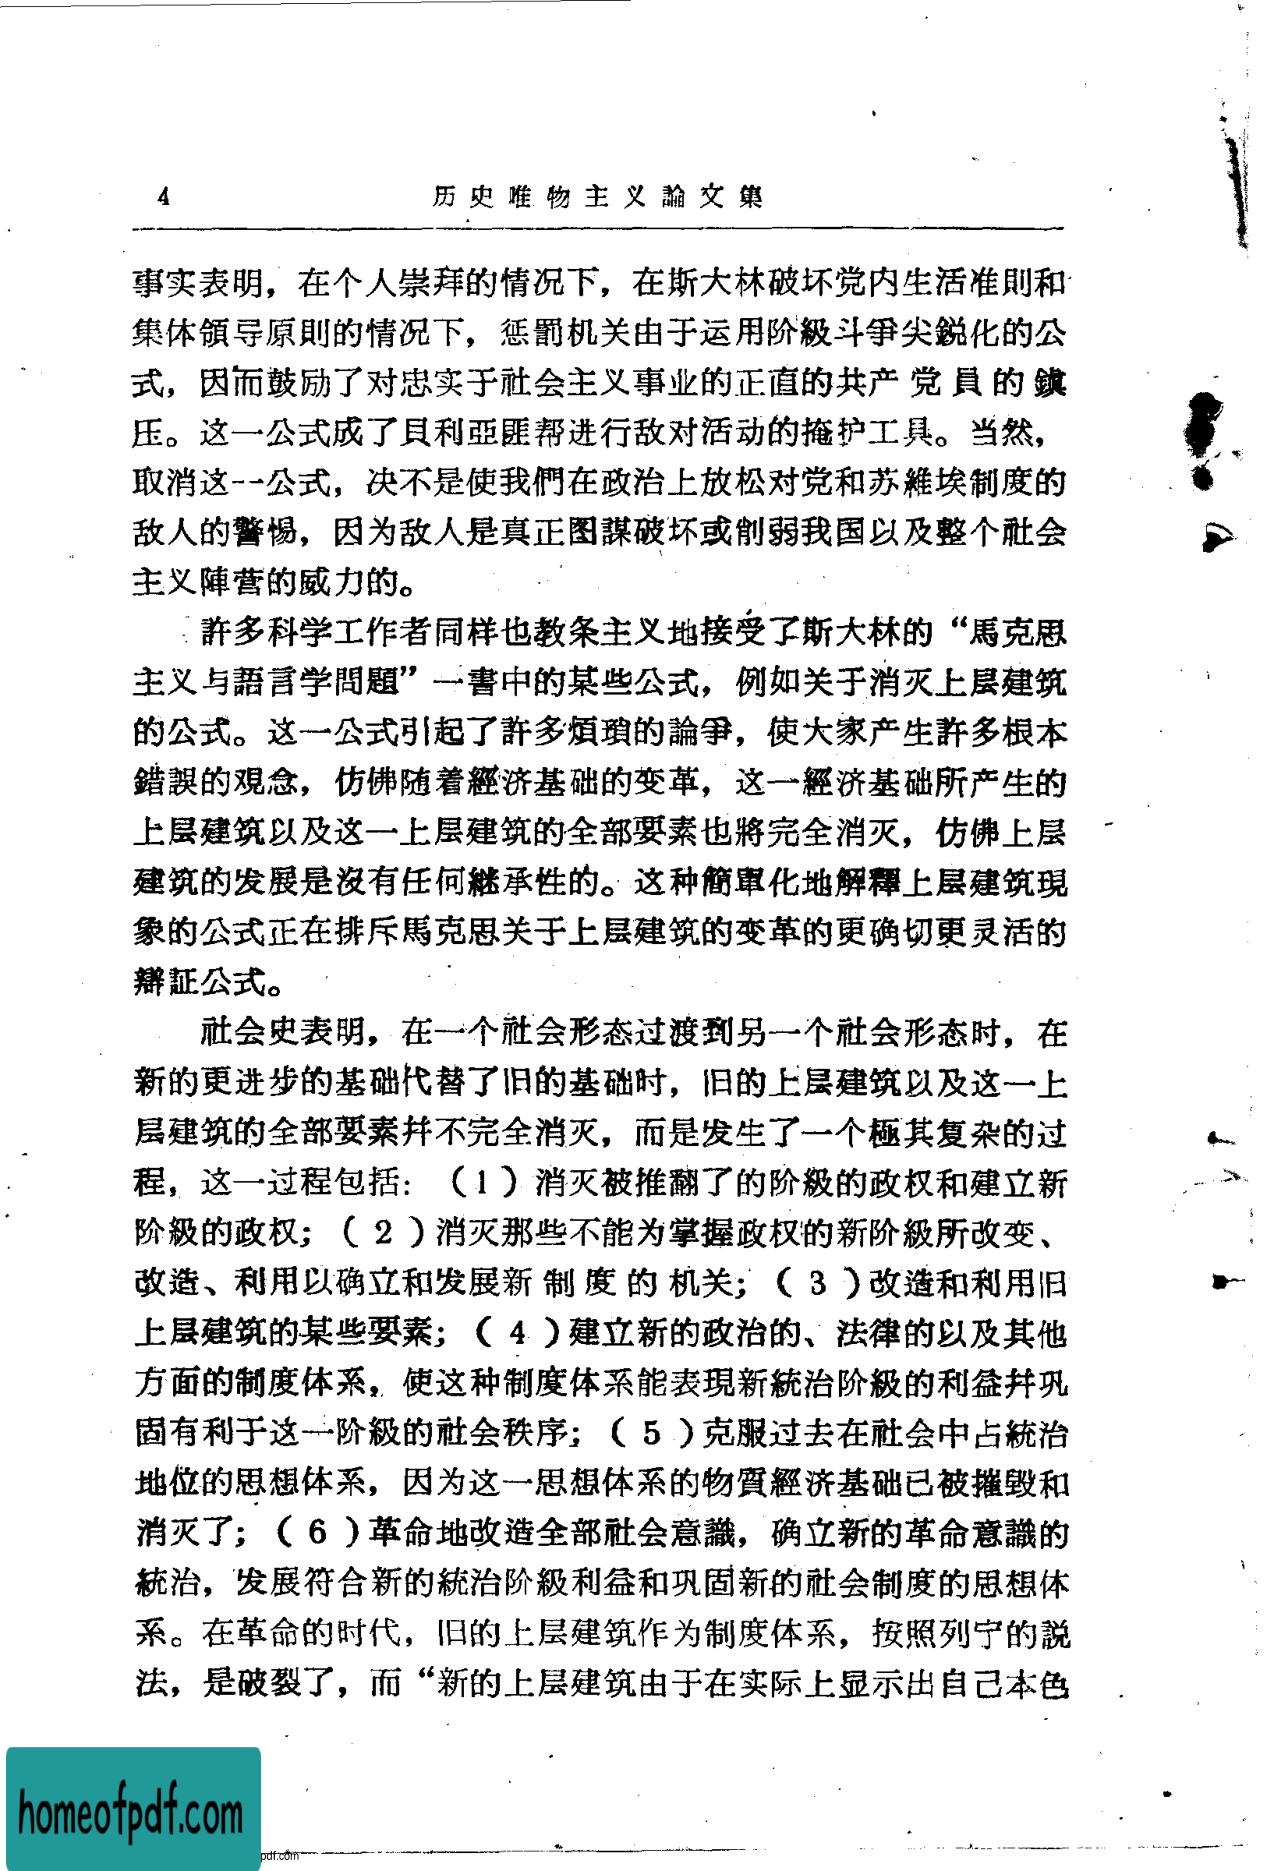 4 历史唯物主义論文集
事实表明，在个人崇拜的情况下，在斯大林破坏党内生活准則和
集体領导原則的情况下，惩罰机关由于运用阶級斗爭尖銳化的公
式，因而鼓励了对忠实于社会主义事业的正直的共产党員的鎮
压。这一公式成了貝利亞匪帮进行敌对活动的掩护工具。当然，
取消这一公式，决不是使我們在政治上放松对党和苏維埃制度的
敌人的警惕，因为敌人是真正图謀破坏或削弱我国以及整个社会
主义陣营的威力的。
許多科学工作者同样也教条主义地接受了斯大林的“馬克思
主义与語言学問題”一書中的某些公式，例如关于消灭上层建筑
的公式。这一公式引起了許多煩瑣的論爭，使大家产生許多根本
錯誤的观念，仿佛随着經济基础的变革，这一經济基础所产生的
上层建筑以及这一上层建筑的全部要素也將完全消灭，仿佛上层
建筑的发展是沒有任何継承性的。这种簡單化地解釋上层建筑現
象的公式正在排斥馬克思关于上层建筑的变革的更确切更灵活的
辯証公式。
社会史表明，在一个社会形态过渡到另一个社会形态时，在
新的更进步的基础代替了旧的基础时，旧的上层建筑以及这一上
层建筑的全部要素幷不完全消灭，而是发生了一个極其复杂的过
程，这一过程包括：（1）消灭被推翻了的阶級的政权和建立新
阶級的政权；（2）消灭那些不能为掌握政权的新阶級所改变、
改造、利用以确立和发展新制度的机关；（3）改造和利用旧
上层建筑的某些要素；（4）建立新的政治的、法律的以及其他
方面的制度体系，使这种制度体系能表現新統治阶級的利益幷巩
固有利于这一阶級的社会秩序；（5）克服过去在社会中占統治
地位的思想体系，因为这一思想体系的物質經济基础已被摧毁和
消灭了；（6）革命地改造全部社会意識，确立新的革命意識的
統治，发展符合新的統治阶級利益和巩固新的社会制度的思想体
系。在革命的时代，旧的上层建筑作为制度体系，按照列宁的說
法，是破裂了，而“新的上层建筑由于在实际上显示出自己本色
homeofpdf.com
pdf.com